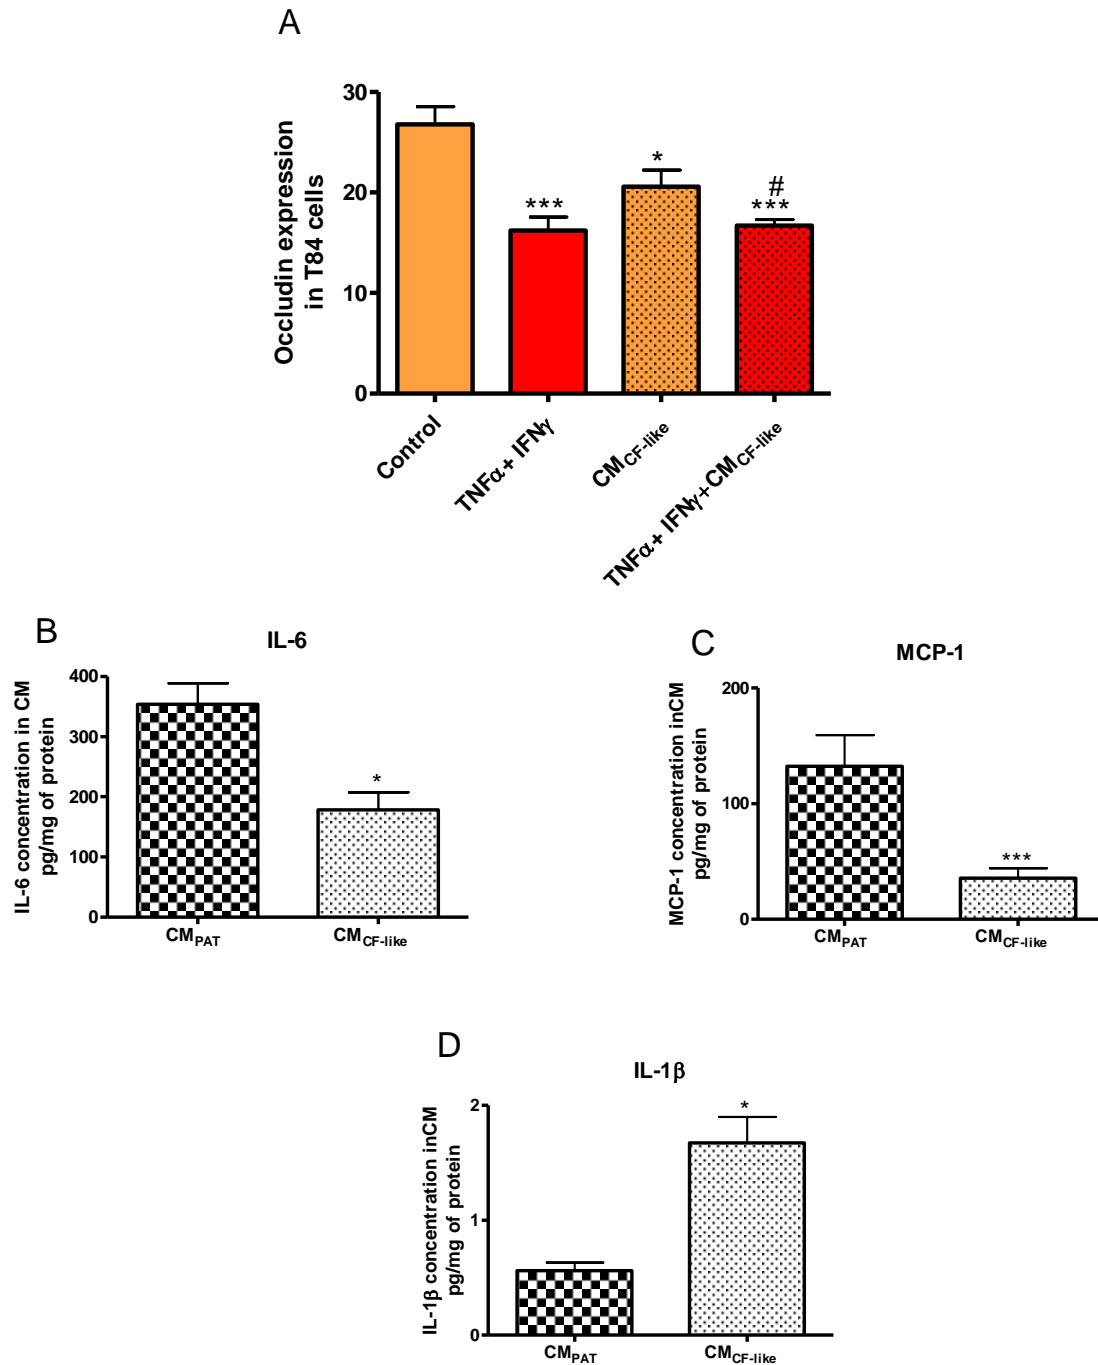 A
Occludin expression
in T84 cells
30
20
10
0
***
*
#
***
Control
TNFα+ IFNγ
CMCF-like
TNFα+ IFNγ+CMCF-like
B
IL-6
IL-6 concentration in CM
pg/mg of protein
400
300
200
100
0
*
CMPAT
CMCF-like
C
MCP-1
MCP-1 concentration inCM
pg/mg of protein
200
100
0
***
CMPAT
CMCF-like
D
IL-1β
IL-1β concentration inCM
pg/mg of protein
2
1
0
*
CMPAT
CMCF-like